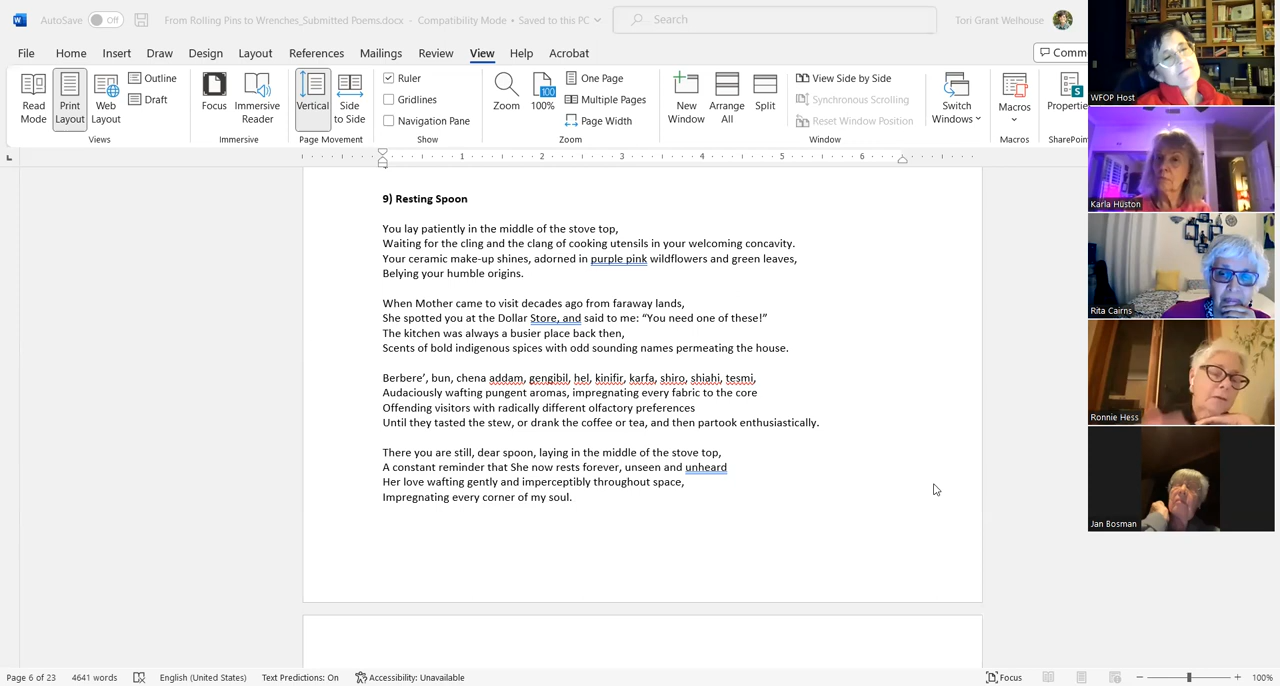 AutoSave Off From Rolling Pins to Wrenches_Submitted Poems.docx - Compatibility Mode • Saved to this PC Search Tori Grant Welhouse
File Home Insert Draw Design Layout References Mailings Review View Help Acrobat Comm
Read Mode Print Layout Web Layout Outline Draft Focus Immersive Reader Vertical Side to Side Ruler Gridlines Navigation Pane Zoom 100 100% One Page Multiple Pages Page Width New Window Arrange All Split View Side by Side Synchronous Scrolling Reset Window Position Switch Windows Macros Properties
Views Immersive Page Movement Show Zoom Window Macros SharePoint
1 2 3 4 5 6
9) Resting Spoon
You lay patiently in the middle of the stove top,
Waiting for the cling and the clang of cooking utensils in your welcoming concavity.
Your ceramic make-up shines, adorned in purple pink wildflowers and green leaves,
Belying your humble origins.
When Mother came to visit decades ago from faraway lands,
She spotted you at the Dollar Store, and said to me: “You need one of these!”
The kitchen was always a busier place back then,
Scents of bold indigenous spices with odd sounding names permeating the house.
Berbere’, bun, chena addam, gengibil, hel, kinifir, karfa, shiro, shiahi, tesmi,
Audaciously wafting pungent aromas, impregnating every fabric to the core
Offending visitors with radically different olfactory preferences
Until they tasted the stew, or drank the coffee or tea, and then partook enthusiastically.
There you are still, dear spoon, laying in the middle of the stove top,
A constant reminder that She now rests forever, unseen and unheard
Her love wafting gently and imperceptibly throughout space,
Impregnating every corner of my soul.
WFOP Host
Karla Huston
Rita Cairns
Ronnie Hess
Jan Bosman
Page 6 of 23 4641 words English (United States) Text Predictions: On Accessibility: Unavailable Focus 100%